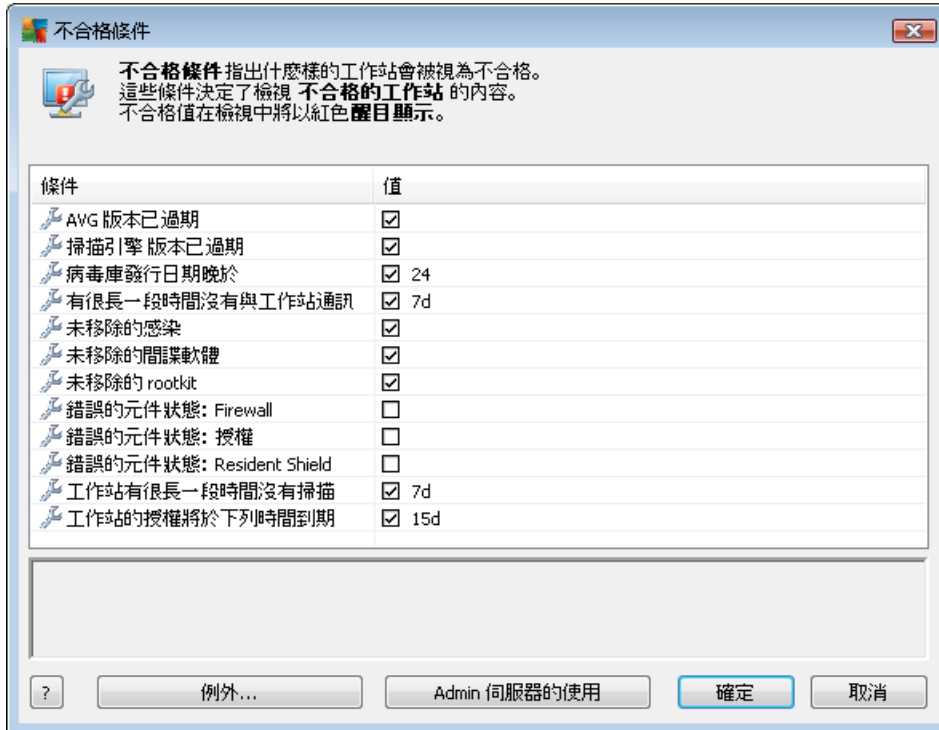 不合格條件
不合格條件 指出什麼樣的工作站會被視為不合格。
這些條件決定了檢視 不合格的工作站 的內容。
不合格值在檢視中將以紅色醒目顯示。
條件 值
AVG 版本已過期
掃描引擎 版本已過期
病毒庫發行日期晚於 24
有很長一段時間沒有與工作站通訊 7d
未移除的感染
未移除的間諜軟體
未移除的 rootkit
錯誤的元件狀態: Firewall
錯誤的元件狀態: 授權
錯誤的元件狀態: Resident Shield
工作站有很長一段時間沒有掃描 7d
工作站的授權將於下列時間到期 15d
? 例外... Admin 伺服器的使用 確定 取消